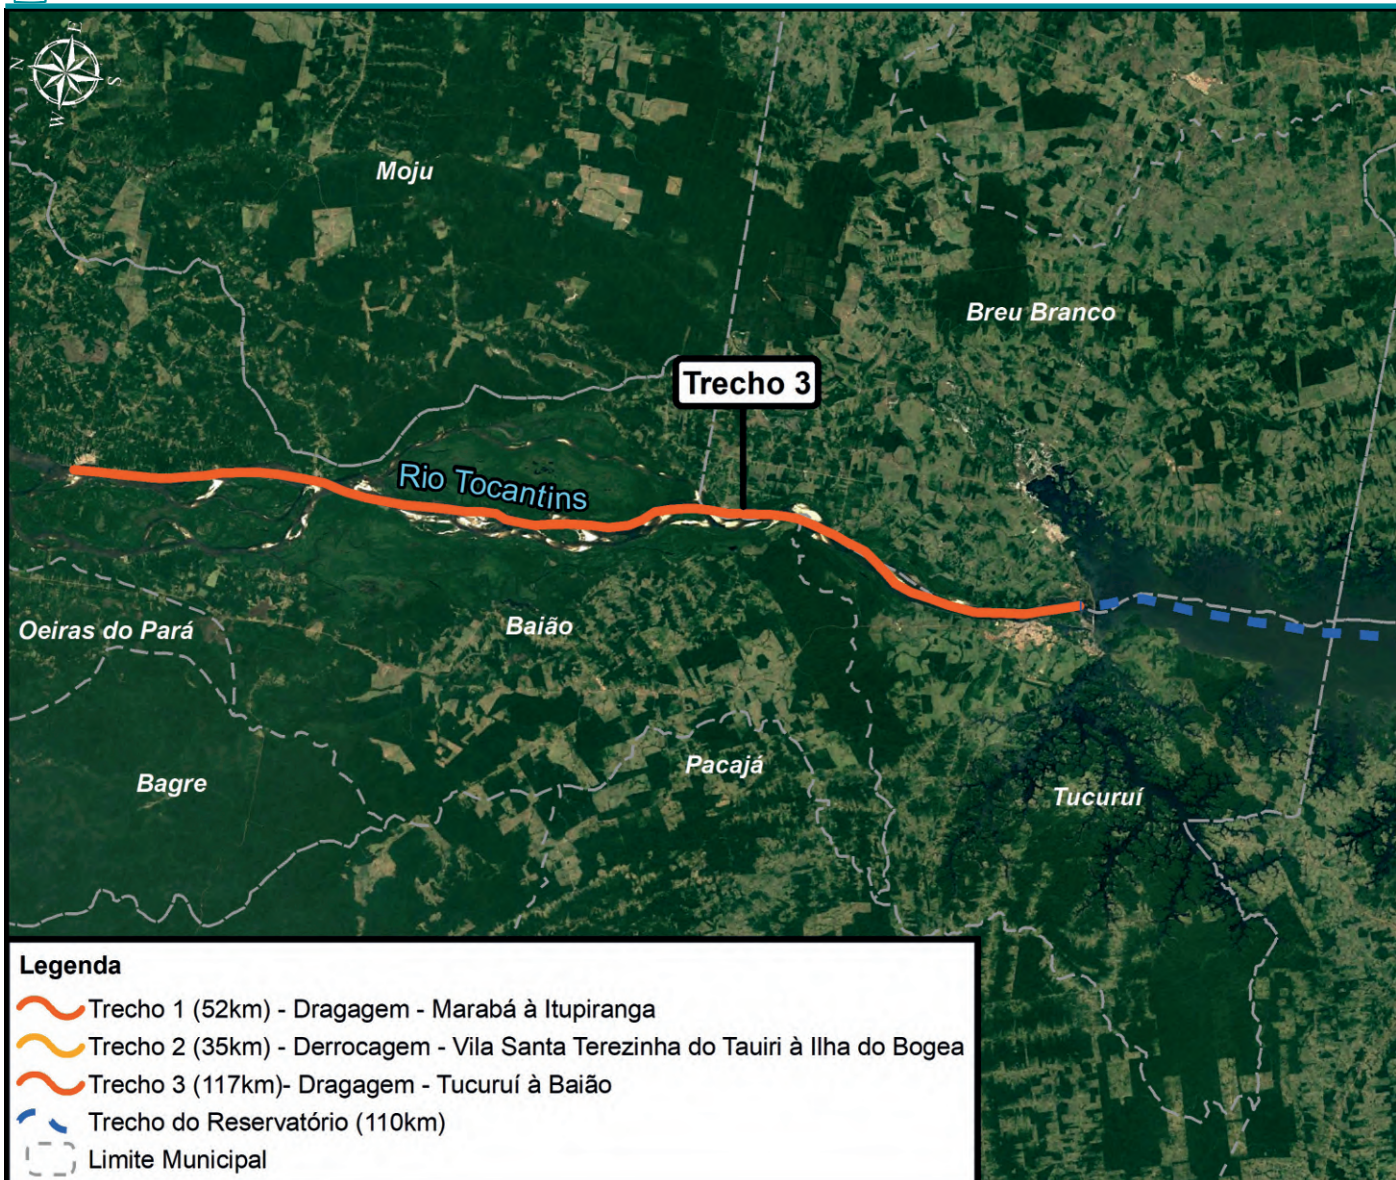 E
N
S
W
Moju
Breu Branco
Trecho 3
Rio Tocantins
Oeiras do Pará
Baião
Bagre
Pacajá
Tucuruí
Legenda
Trecho 1 (52km) - Dragagem - Marabá à Itupiranga
Trecho 2 (35km) - Derrocagem - Vila Santa Terezinha do Tauiri à Ilha do Bogea
Trecho 3 (117km)- Dragagem - Tucuruí à Baião
Trecho do Reservatório (110km)
Limite Municipal